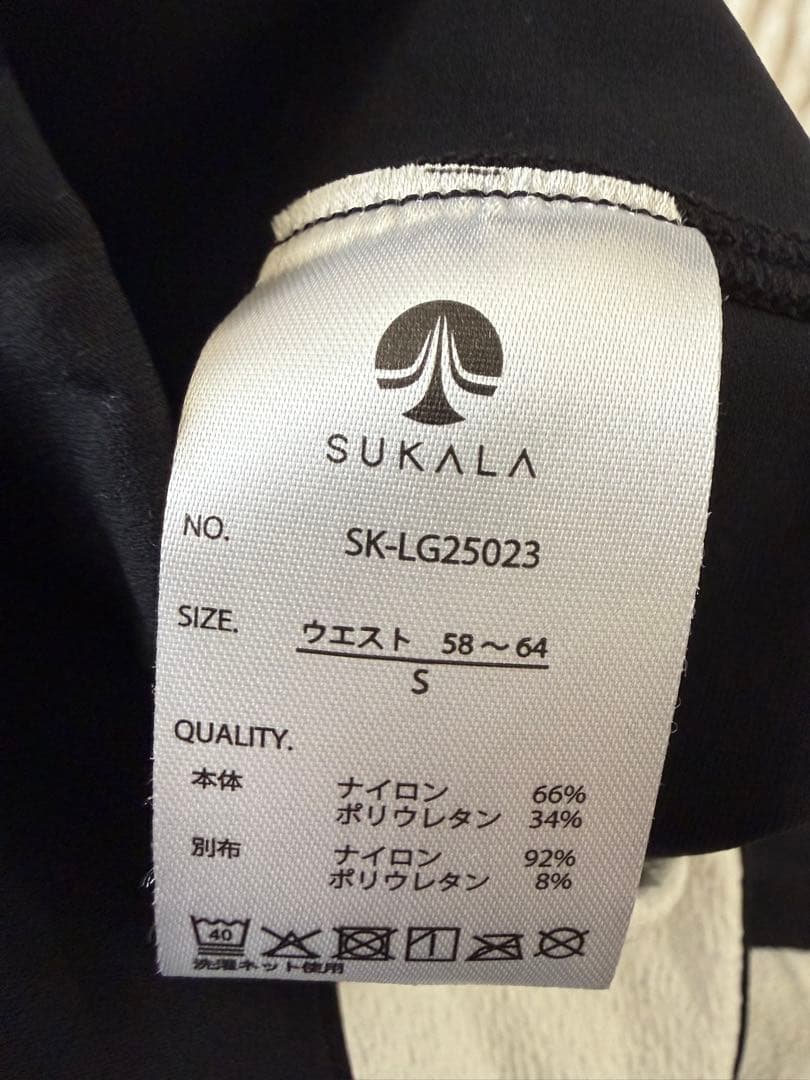 SUKALA
NO. SK-LG25023
SIZE. ウエスト 58～64
S
QUALITY.
本体 ナイロン 66%
ポリウレタン 34%
別布 ナイロン 92%
ポリウレタン 8%
40
洗濯ネット使用